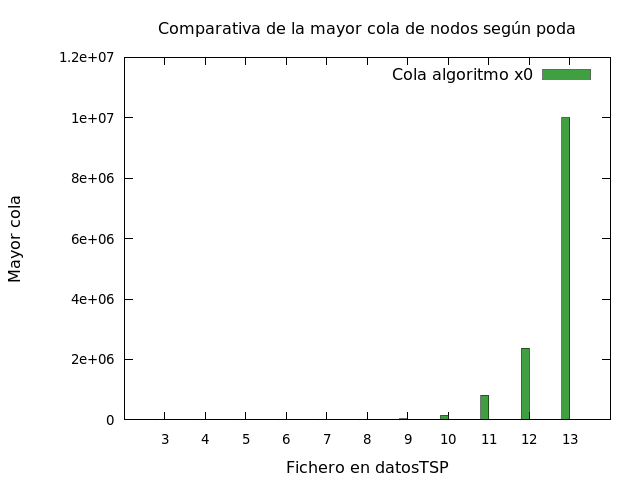 Comparativa de la mayor cola de nodos según poda
1.2e+07
Cola algoritmo x0
1e+07
8e+06
6e+06
Mayor cola
4e+06
2e+06
0
3 4 5 6 7 8 9 10 11 12 13
Fichero en datosTSP